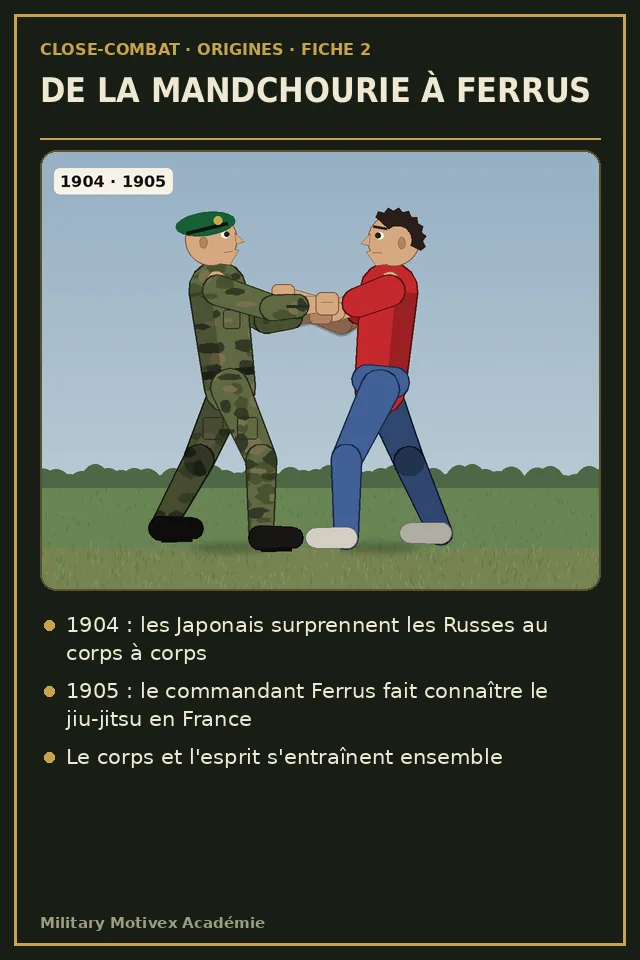 CLOSE-COMBAT · ORIGINES · FICHE 2
DE LA MANDCHOURIE À FERRUS
1904 · 1905
1904 : les Japonais surprennent les Russes au
corps à corps
1905 : le commandant Ferrus fait connaître le
jiu-jitsu en France
Le corps et l'esprit s'entraînent ensemble
Military Motivex Académie